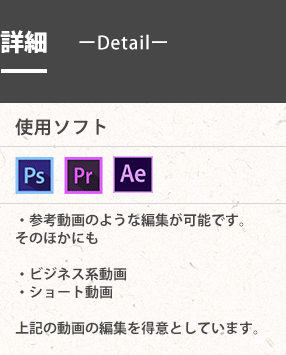 詳細 ーDetailー
使用ソフト
Ps Pr Ae
・参考動画のような編集が可能です。
そのほかにも
・ビジネス系動画
・ショート動画
上記の動画の編集を得意としています。